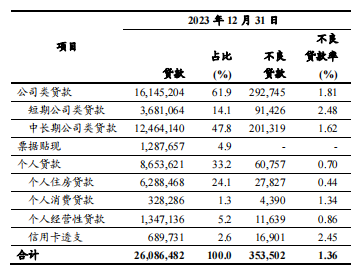 2023 年 12 月 31 日
项目 贷款 占比 (%) 不良 贷款 不良 贷款率 (%)
公司类贷款 16,145,204 61.9 292,745 1.81
短期公司类贷款 3,681,064 14.1 91,426 2.48
中长期公司类贷款 12,464,140 47.8 201,319 1.62
票据贴现 1,287,657 4.9 - -
个人贷款 8,653,621 33.2 60,757 0.70
个人住房贷款 6,288,468 24.1 27,827 0.44
个人消费贷款 328,286 1.3 4,390 1.34
个人经营性贷款 1,347,136 5.2 11,639 0.86
信用卡透支 689,731 2.6 16,901 2.45
合计 26,086,482 100.0 353,502 1.36